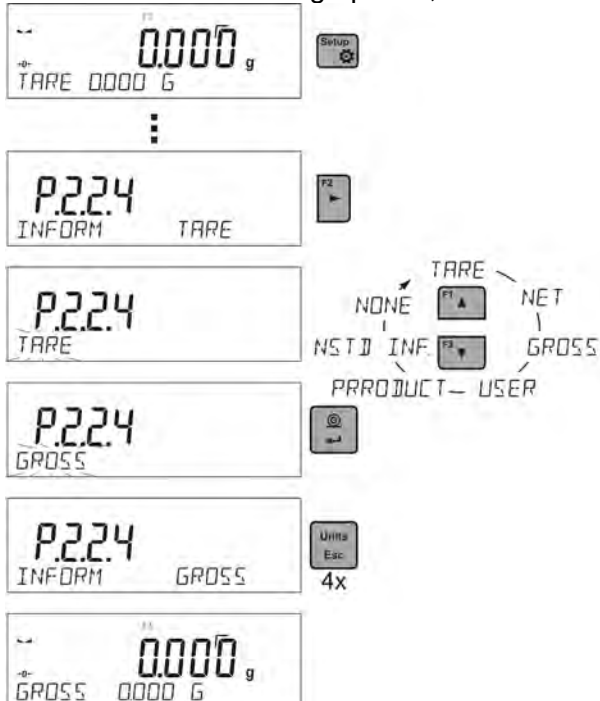 0.000 g
Setup
-0-
TARE 0.000 G
P.2.2.4
INFORM TARE
F2
P.2.2.4
TARE
TARE
NONE
F1
NET
NSTD INF.
F3
GROSS
PRRODUCT
USER
P.2.2.4
GROSS
P.2.2.4
INFORM GROSS
Units
Esc
4x
0.000 g
-0-
GROSS 0.000 G